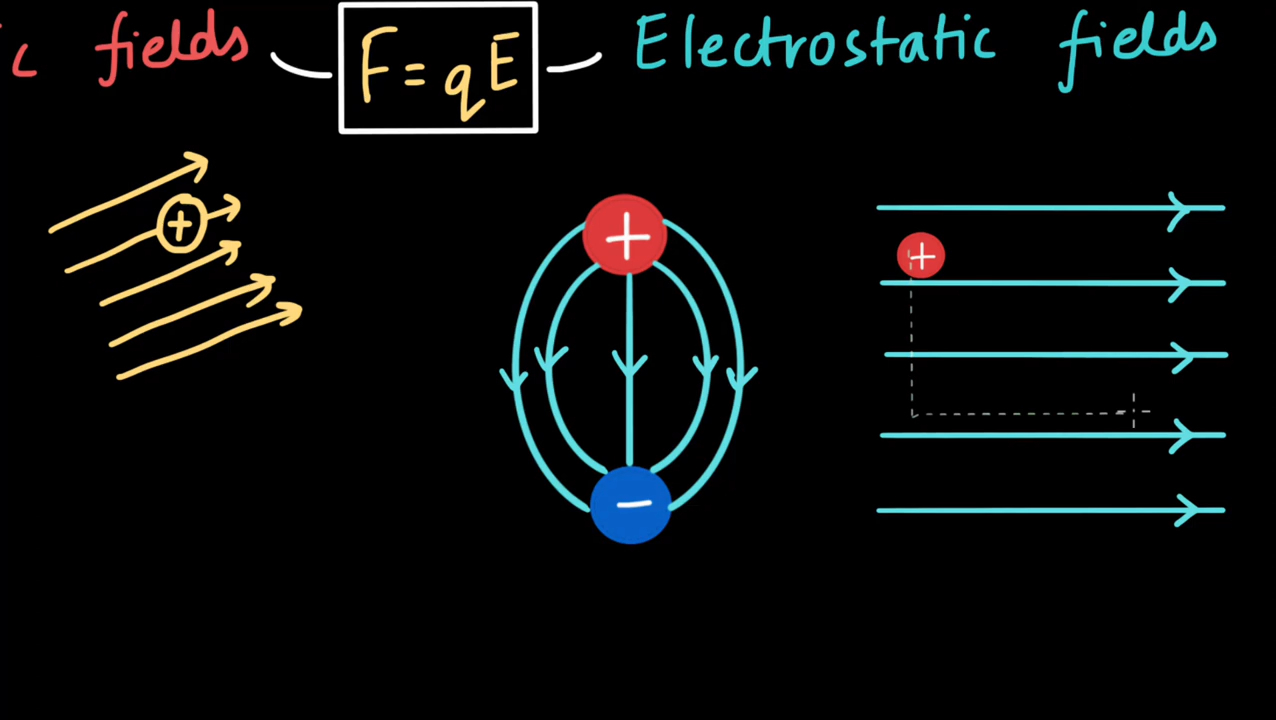 c fields F = qE Electrostatic fields
+
+
+
−